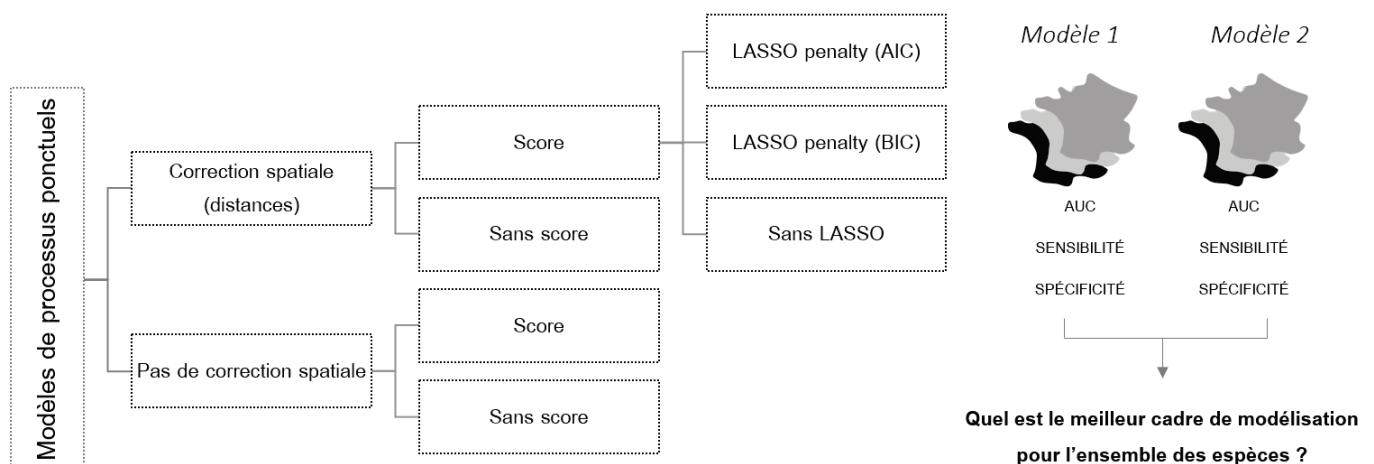 Modèles de processus ponctuels
Correction spatiale
(distances)
Pas de correction spatiale
Score
Sans score
Score
Sans score
LASSO penalty (AIC)
LASSO penalty (BIC)
Sans LASSO
Modèle 1
AUC
SENSIBILITÉ
SPÉCIFICITÉ
Modèle 2
AUC
SENSIBILITÉ
SPÉCIFICITÉ
Quel est le meilleur cadre de modélisation
pour l'ensemble des espèces ?